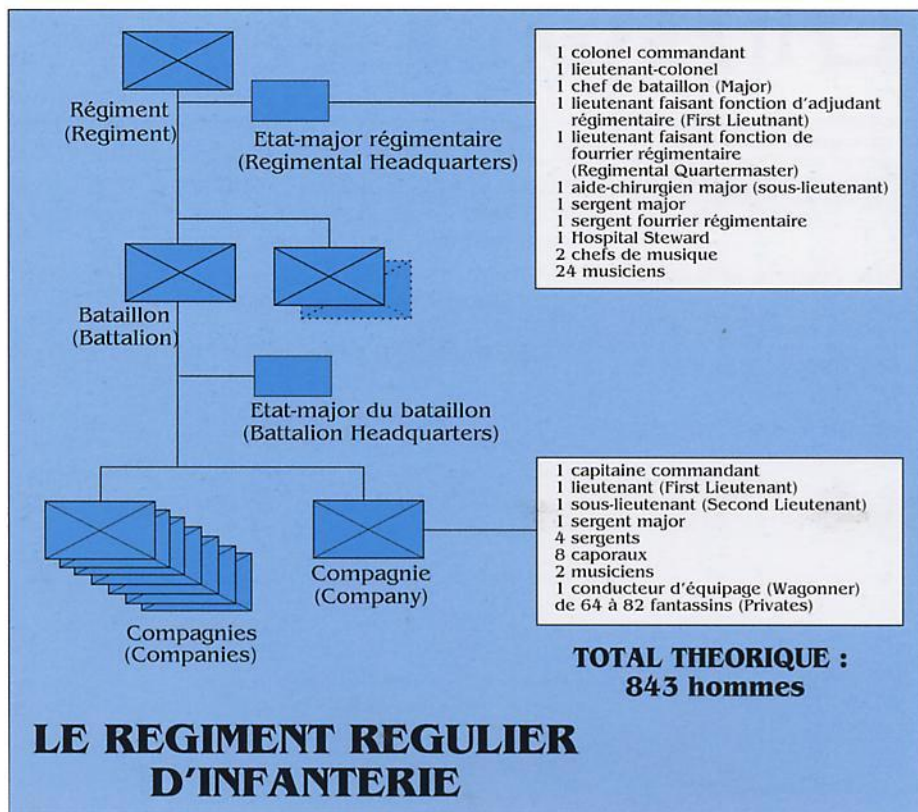 Régiment
(Regiment)
Etat-major régimentaire
(Regimental Headquarters)
1 colonel commandant
1 lieutenant-colonel
1 chef de bataillon (Major)
1 lieutenant faisant fonction d'adjudant
régimentaire (First Lieutnant)
1 lieutenant faisant fonction de
fourrier régimentaire
(Regimental Quartermaster)
1 aide-chirurgien major (sous-lieutenant)
1 sergent major
1 sergent fourrier régimentaire
1 Hospital Steward
2 chefs de musique
24 musiciens
Bataillon
(Battalion)
Etat-major du bataillon
(Battalion Headquarters)
Compagnies
(Companies)
Compagnie
(Company)
1 capitaine commandant
1 lieutenant (First Lieutenant)
1 sous-lieutenant (Second Lieutenant)
1 sergent major
4 sergents
8 caporaux
2 musiciens
1 conducteur d'équipage (Wagonner)
de 64 à 82 fantassins (Privates)
TOTAL THEORIQUE :
843 hommes
LE REGIMENT REGULIER
D'INFANTERIE